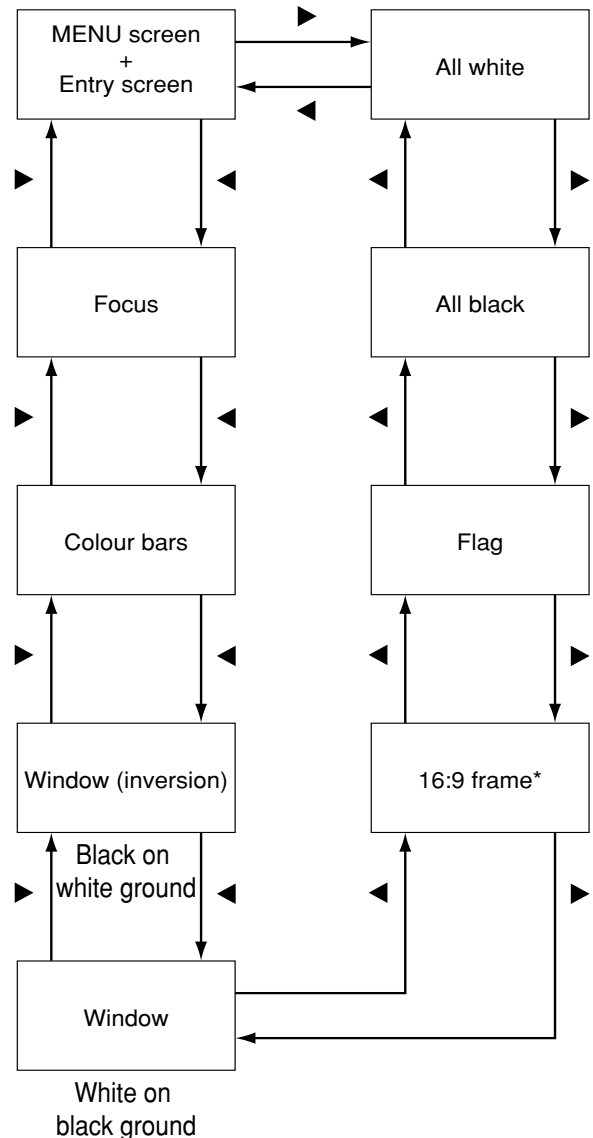 MENU screen
+
Entry screen
All white
Focus
All black
Colour bars
Flag
Window (inversion)
16:9 frame*
Black on
white ground
Window
White on
black ground